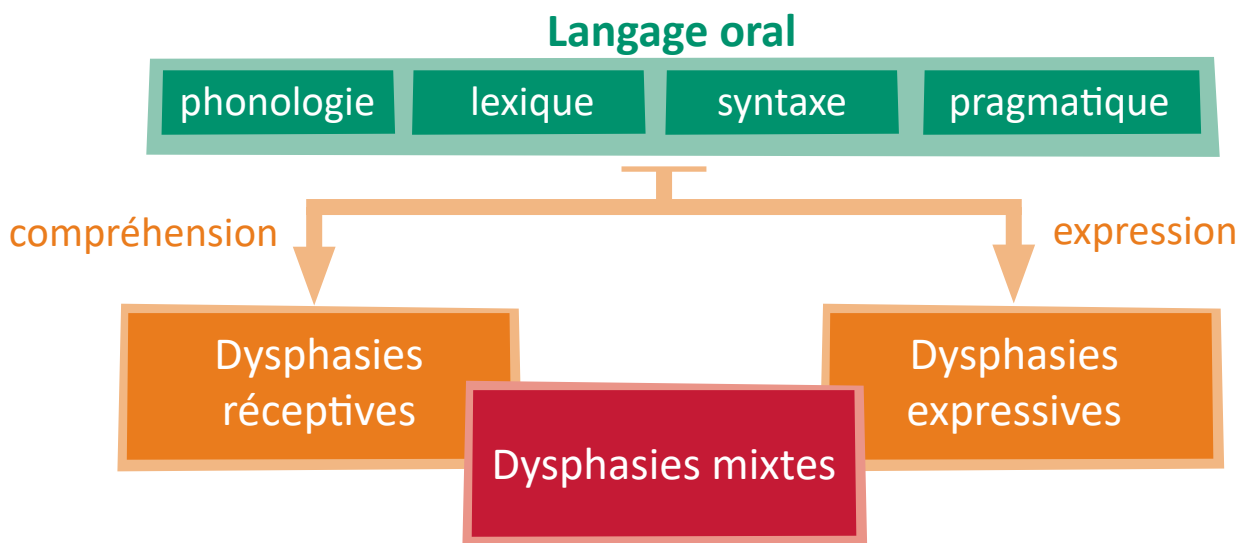 Langage oral
phonologie
lexique
syntaxe
pragmatique
compréhension
expression
Dysphasies
réceptives
Dysphasies
expressives
Dysphasies mixtes